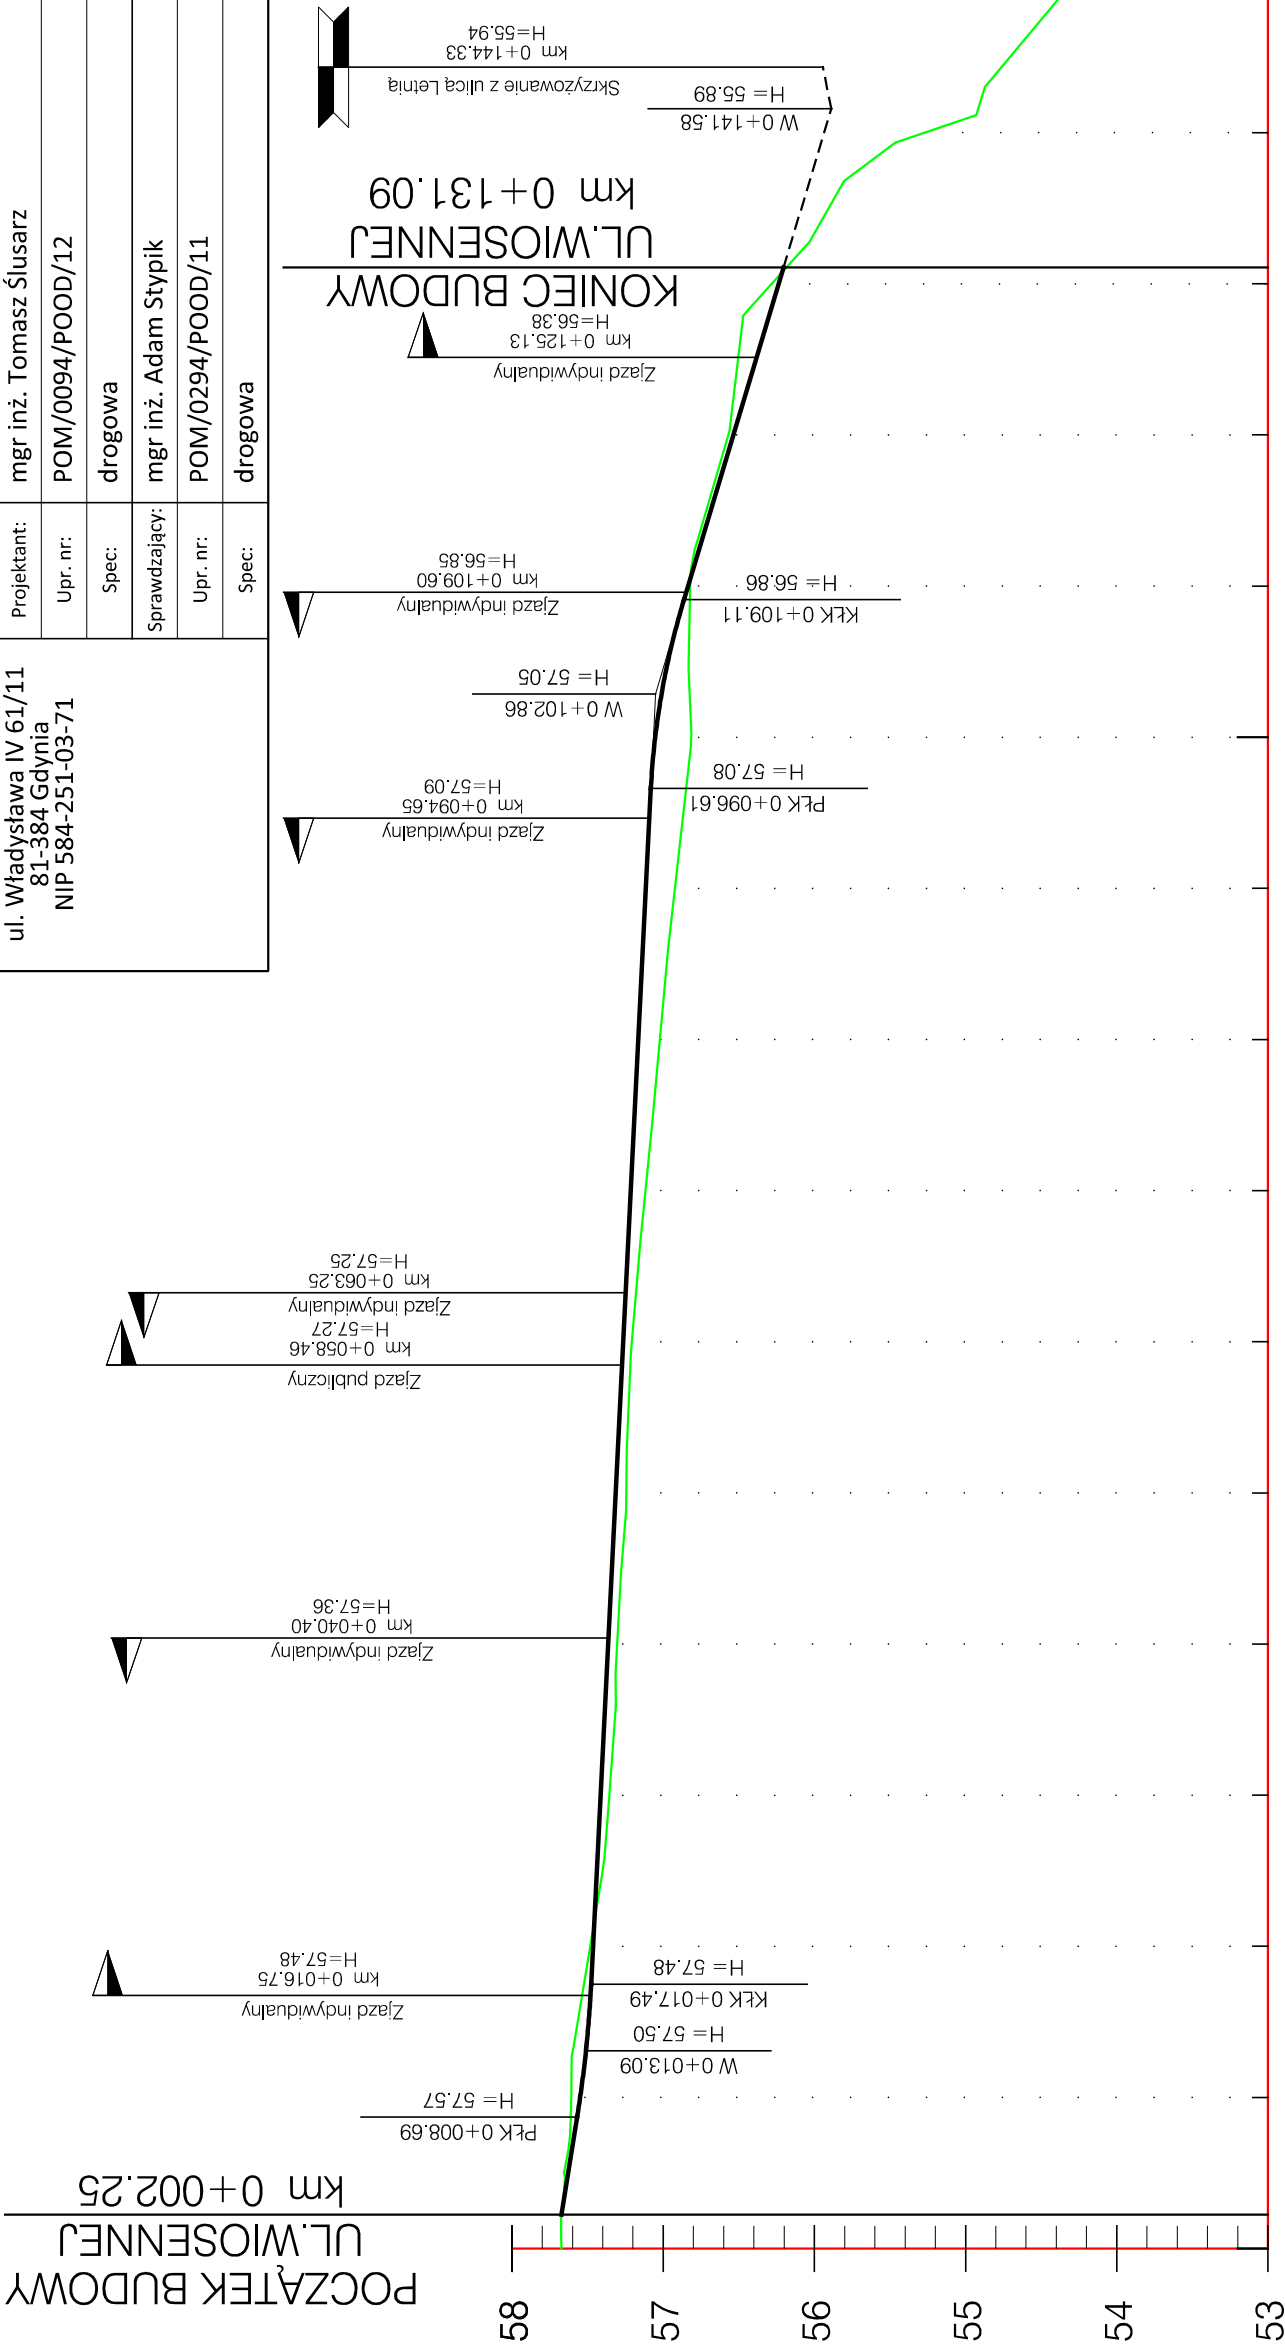 ul. Władysława IV 61/11
81-384 Gdynia
NIP 584-251-03-71
Projektant: mgr inż. Tomasz Ślusarz
Upr. nr: POM/0094/POOD/12
Spec: drogowa
Sprawdzający: mgr inż. Adam Stypik
Upr. nr: POM/0294/POOD/11
Spec: drogowa
POCZĄTEK BUDOWY
UL.WIOSENNEJ
km 0+002.25
PŁK 0+008.69
H= 57.57
W 0+013.09
H= 57.50
Zjazd indywidualny
km 0+016.75
H=57.48
KŁK 0+017.49
H= 57.48
Zjazd indywidualny
km 0+040.40
H=57.36
Zjazd publiczny
km 0+058.46
H=57.27
Zjazd indywidualny
km 0+063.25
H=57.25
Zjazd indywidualny
km 0+094.65
H=57.09
PŁK 0+096.61
H= 57.08
W 0+102.86
H= 57.05
KŁK 0+109.11
H= 56.86
Zjazd indywidualny
km 0+109.60
H=56.85
Zjazd indywidualny
km 0+125.13
H=56.38
KONIEC BUDOWY
UL.WIOSENNEJ
km 0+131.09
W 0+141.58
H= 55.89
Skrzyżowanie z ulicą Letnią
km 0+144.33
H=55.94
58
57
56
55
54
53